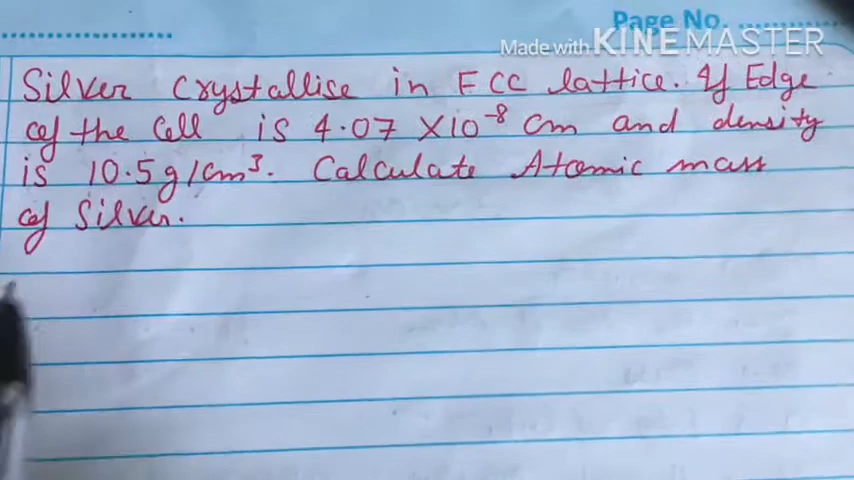 Page No. ..................
Made with KINEMASTER
Silver Crystallise in FCC lattice. If Edge
of the Cell is 4.07 X10⁻⁸ cm and density
is 10.5g/cm³. Calculate Atomic mass
of Silver.